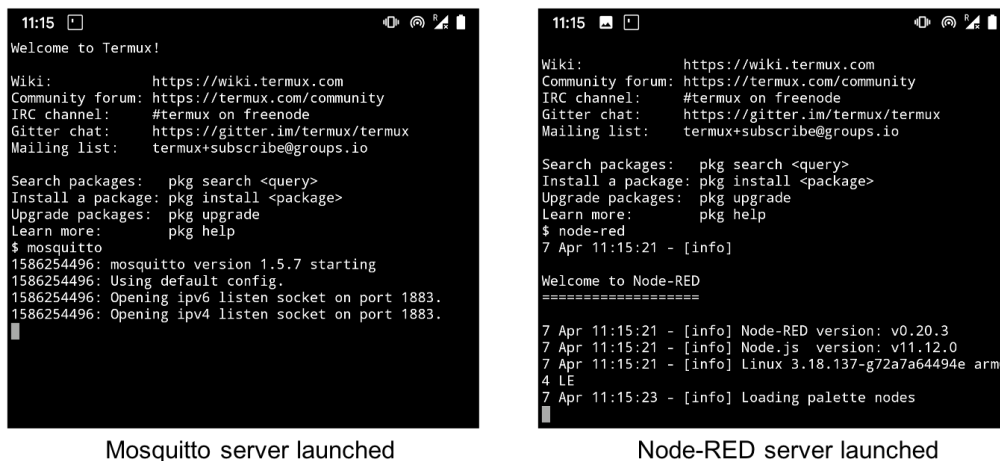 11:15
Welcome to Termux!
Wiki: https://wiki.termux.com
Community forum: https://termux.com/community
IRC channel: #termux on freenode
Gitter chat: https://gitter.im/termux/termux
Mailing list: termux+subscribe@groups.io
Search packages: pkg search <query>
Install a package: pkg install <package>
Upgrade packages: pkg upgrade
Learn more: pkg help
$ mosquitto
1586254496: mosquitto version 1.5.7 starting
1586254496: Using default config.
1586254496: Opening ipv6 listen socket on port 1883.
1586254496: Opening ipv4 listen socket on port 1883.
Mosquitto server launched
11:15
Wiki: https://wiki.termux.com
Community forum: https://termux.com/community
IRC channel: #termux on freenode
Gitter chat: https://gitter.im/termux/termux
Mailing list: termux+subscribe@groups.io
Search packages: pkg search <query>
Install a package: pkg install <package>
Upgrade packages: pkg upgrade
Learn more: pkg help
$ node-red
7 Apr 11:15:21 - [info]
Welcome to Node-RED
===================
7 Apr 11:15:21 - [info] Node-RED version: v0.20.3
7 Apr 11:15:21 - [info] Node.js  version: v11.12.0
7 Apr 11:15:21 - [info] Linux 3.18.137-g72a7a64494e arm
4 LE
7 Apr 11:15:23 - [info] Loading palette nodes
Node-RED server launched